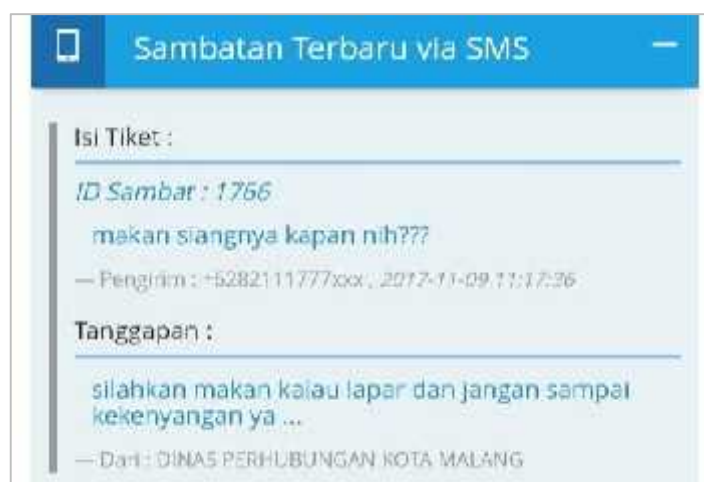 Sambatan Terbaru via SMS
Isi Tiket :
ID Sambat : 1766
makan siangnya kapan nih???
— Pengirim : +6282111777xxx , 2017-11-09 11:17:36
Tanggapan :
silahkan makan kalau lapar dan jangan sampai
kekenyangan ya ...
— Dari : DINAS PERHUBUNGAN KOTA MALANG